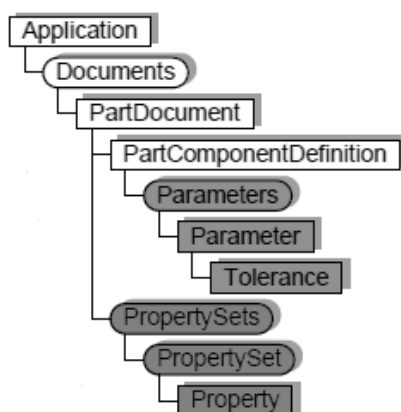 Application
Documents
PartDocument
PartComponentDefinition
Parameters
Parameter
Tolerance
PropertySets
PropertySet
Property